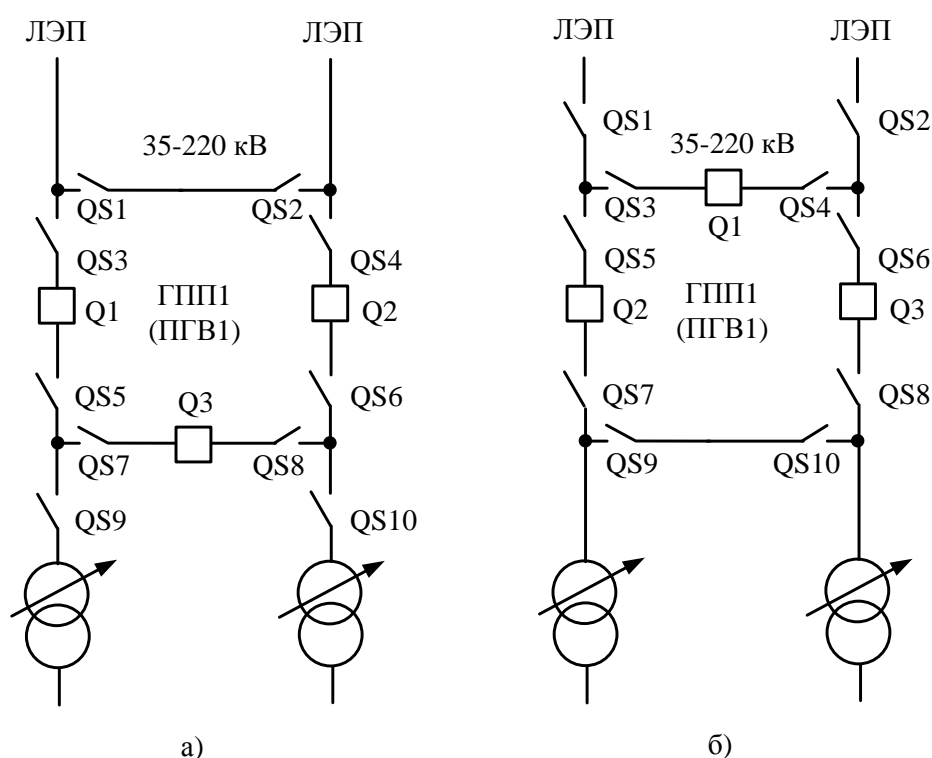 ЛЭП ЛЭП ЛЭП ЛЭП
QS1 QS2
35-220 кВ 35-220 кВ
QS1 QS2 QS3 QS4
Q1
QS3 QS4 QS5 QS6
ГПП1 ГПП1
Q1 Q2 Q2 Q3
(ПГВ1) (ПГВ1)
QS5 Q3 QS6 QS7 QS8
QS7 QS8 QS9 QS10
QS9 QS10
а) б)